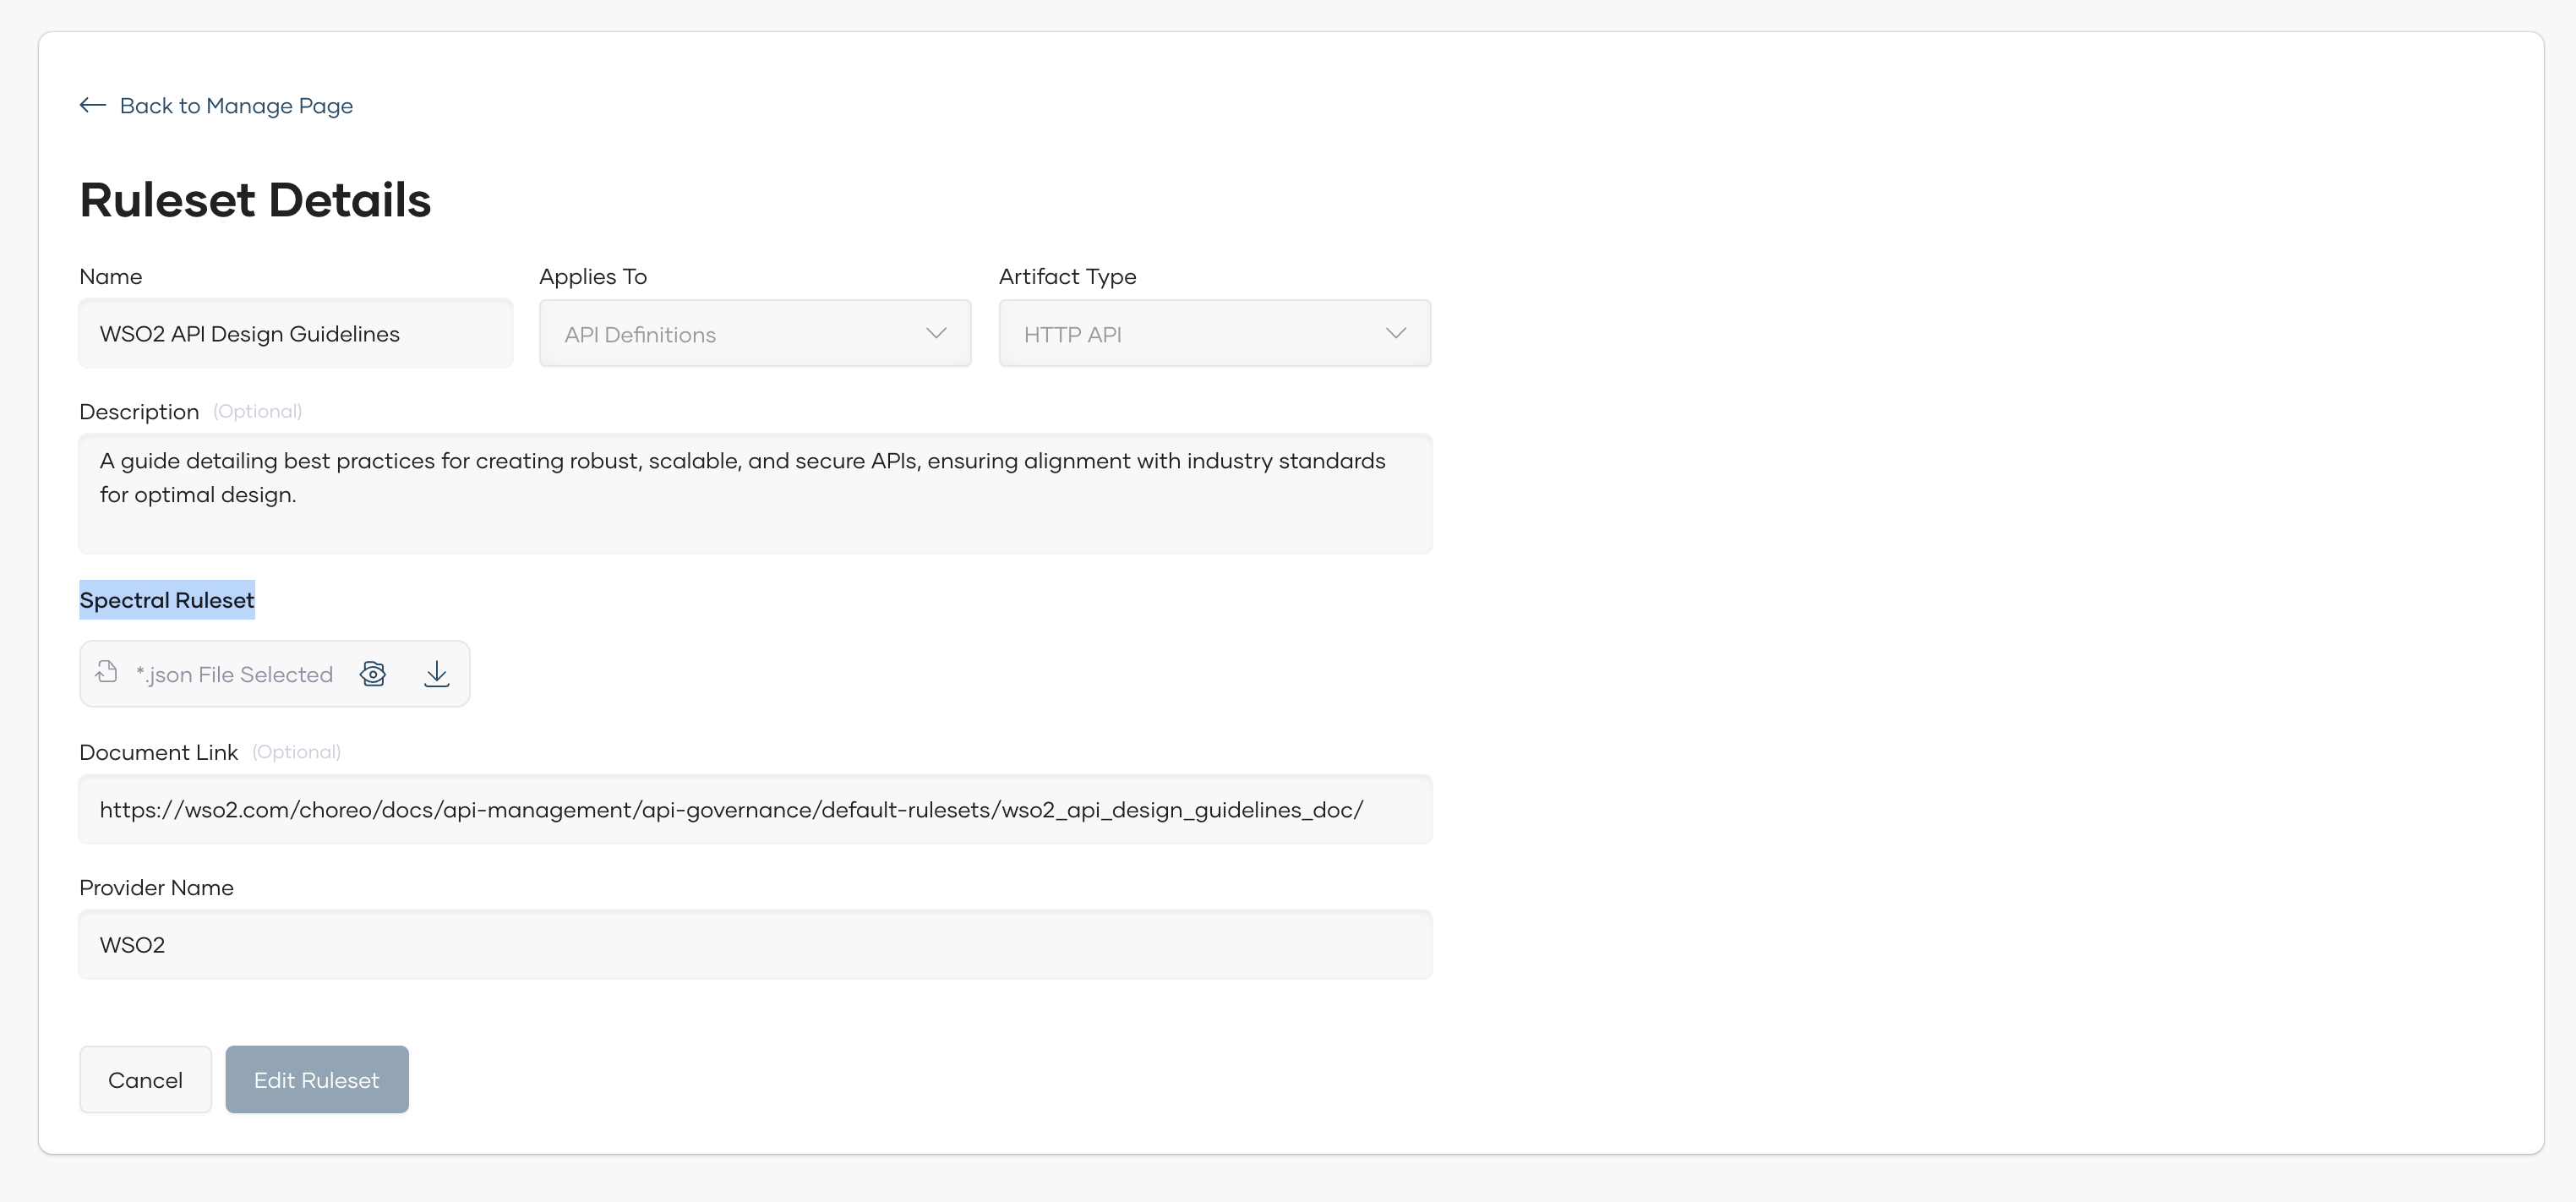 Back to Manage Page
Ruleset Details
Name
Applies To
Artifact Type
WSO2 API Design Guidelines
API Definitions
HTTP API
Description (Optional)
A guide detailing best practices for creating robust, scalable, and secure APIs, ensuring alignment with industry standards
for optimal design.
Spectral Ruleset
*.json File Selected
Document Link (Optional)
https://wso2.com/choreo/docs/api-management/api-governance/default-rulesets/wso2_api_design_guidelines_doc/
Provider Name
WSO2
Cancel
Edit Ruleset